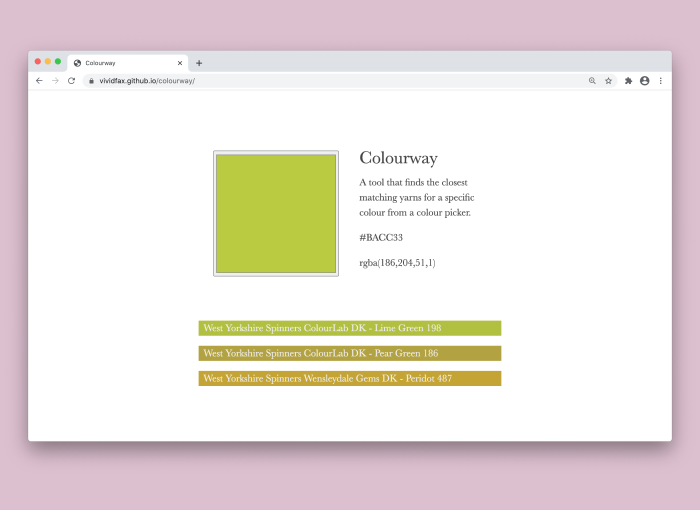 Colourway
vividfax.github.io/colourway/
Colourway
A tool that finds the closest
matching yarns for a specific
colour from a colour picker.
#BACC33
rgba(186,204,51,1)
West Yorkshire Spinners ColourLab DK - Lime Green 198
West Yorkshire Spinners ColourLab DK - Pear Green 186
West Yorkshire Spinners Wensleydale Gems DK - Peridot 487